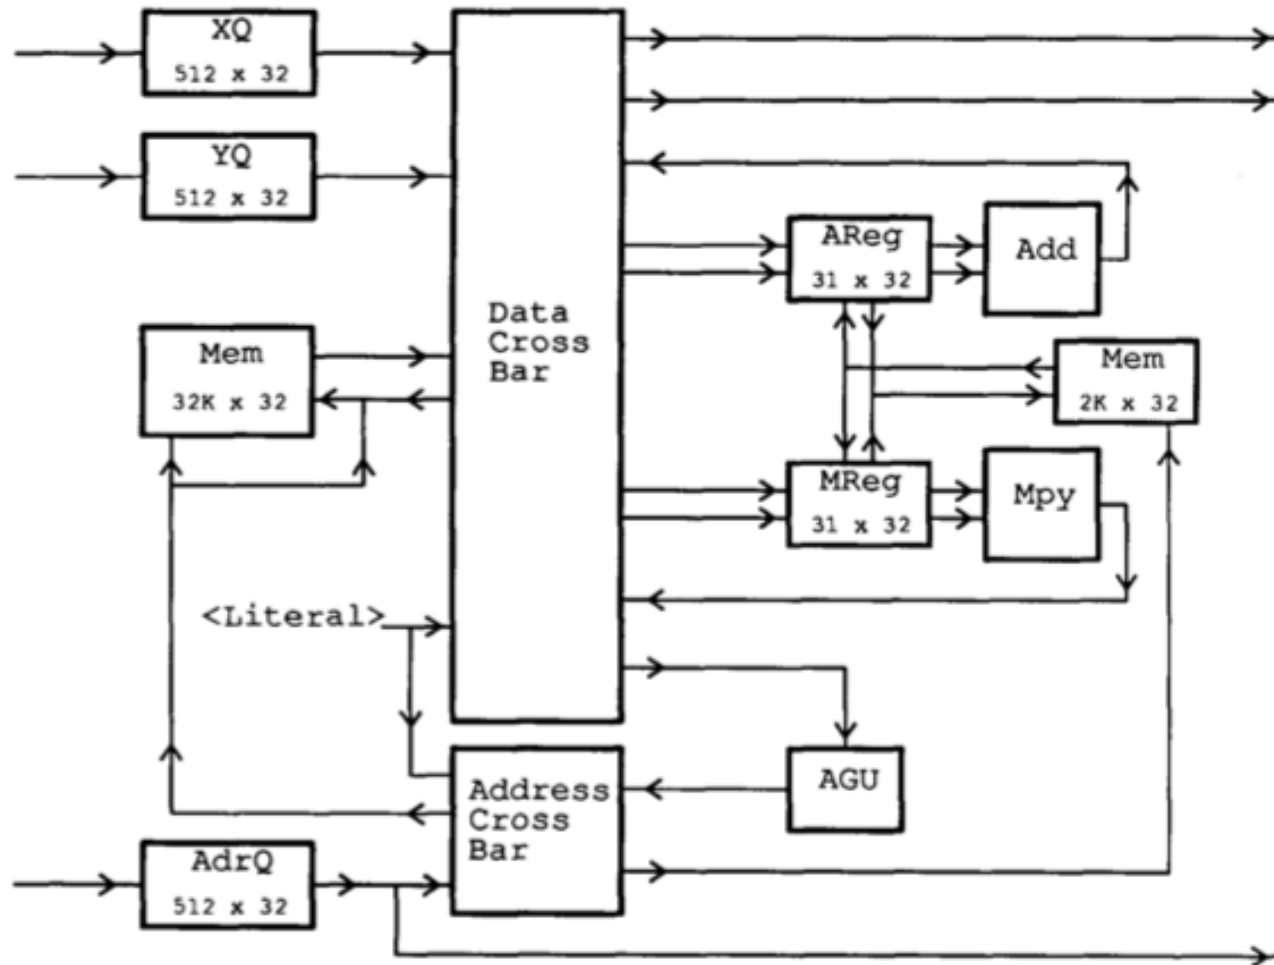 XQ
512 x 32
YQ
512 x 32
Mem
32K x 32
Data
Cross
Bar
AReg
31 x 32
Add
Mem
2K x 32
MReg
31 x 32
Mpy
<Literal>
Address
Cross
Bar
AGU
AdrQ
512 x 32